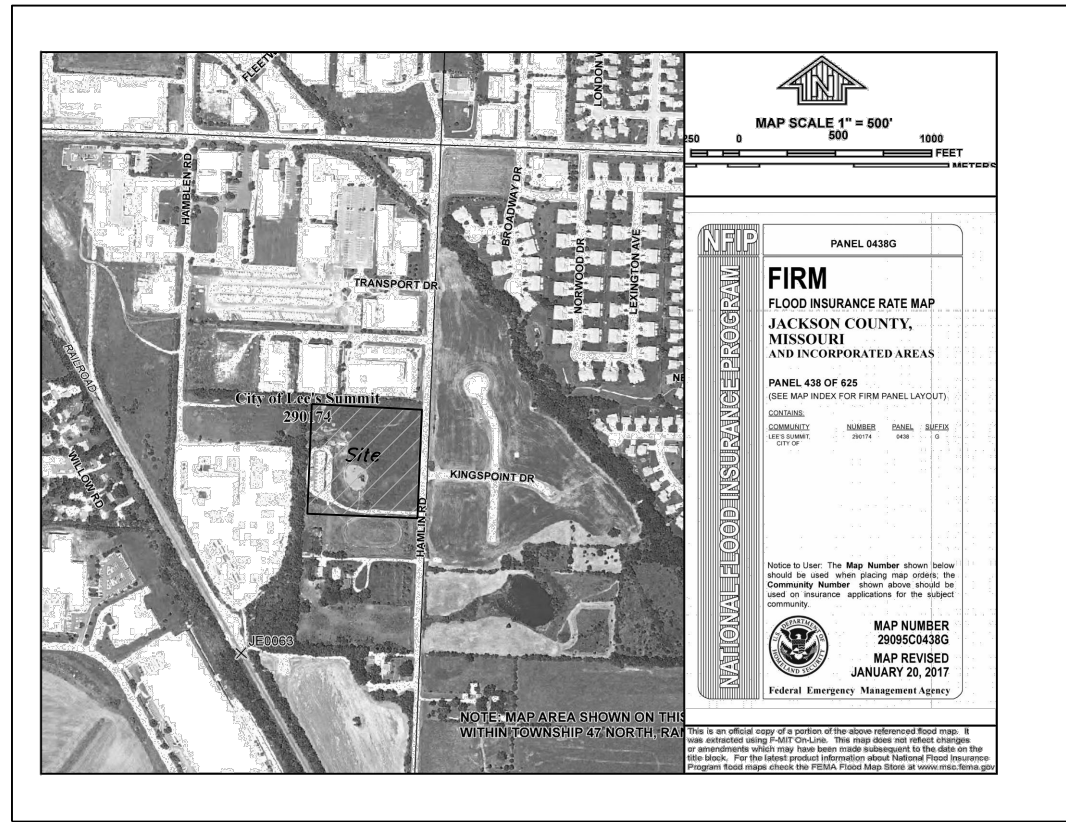 FLEETW
LONDON
HAMBLEN RD
BROADWAY DR
NORWOOD DR
LEXINGTON AVE
TRANSPORT DR
RAILROAD
City of Lee's Summit
290174
Site
KINGSPOINT DR
WILLOW RD
HAMLIN RD
JE0063
NOTE: MAP AREA SHOWN ON THIS
WITHIN TOWNSHIP 47 NORTH, RAN
N
MAP SCALE 1" = 500'
250 0 500 1000
FEET
METERS
NFIP
NATIONAL FLOOD INSURANCE PROGRAM
PANEL 0438G
FIRM
FLOOD INSURANCE RATE MAP
JACKSON COUNTY,
MISSOURI
AND INCORPORATED AREAS
PANEL 438 OF 625
(SEE MAP INDEX FOR FIRM PANEL LAYOUT)
CONTAINS:
COMMUNITY NUMBER PANEL SUFFIX
LEE'S SUMMIT, 290174 0438 G
CITY OF
Notice to User: The Map Number shown below
should be used when placing map orders; the
Community Number shown above should be
used on insurance applications for the subject
community.
U.S. DEPARTMENT OF
HOMELAND SECURITY
MAP NUMBER
29095C0438G
MAP REVISED
JANUARY 20, 2017
Federal Emergency Management Agency
This is an official copy of a portion of the above referenced flood map. It
was extracted using F-MIT On-Line. This map does not reflect changes
or amendments which may have been made subsequent to the date on the
title block. For the latest product information about National Flood Insurance
Program flood maps check the FEMA Flood Map Store at www.msc.fema.gov